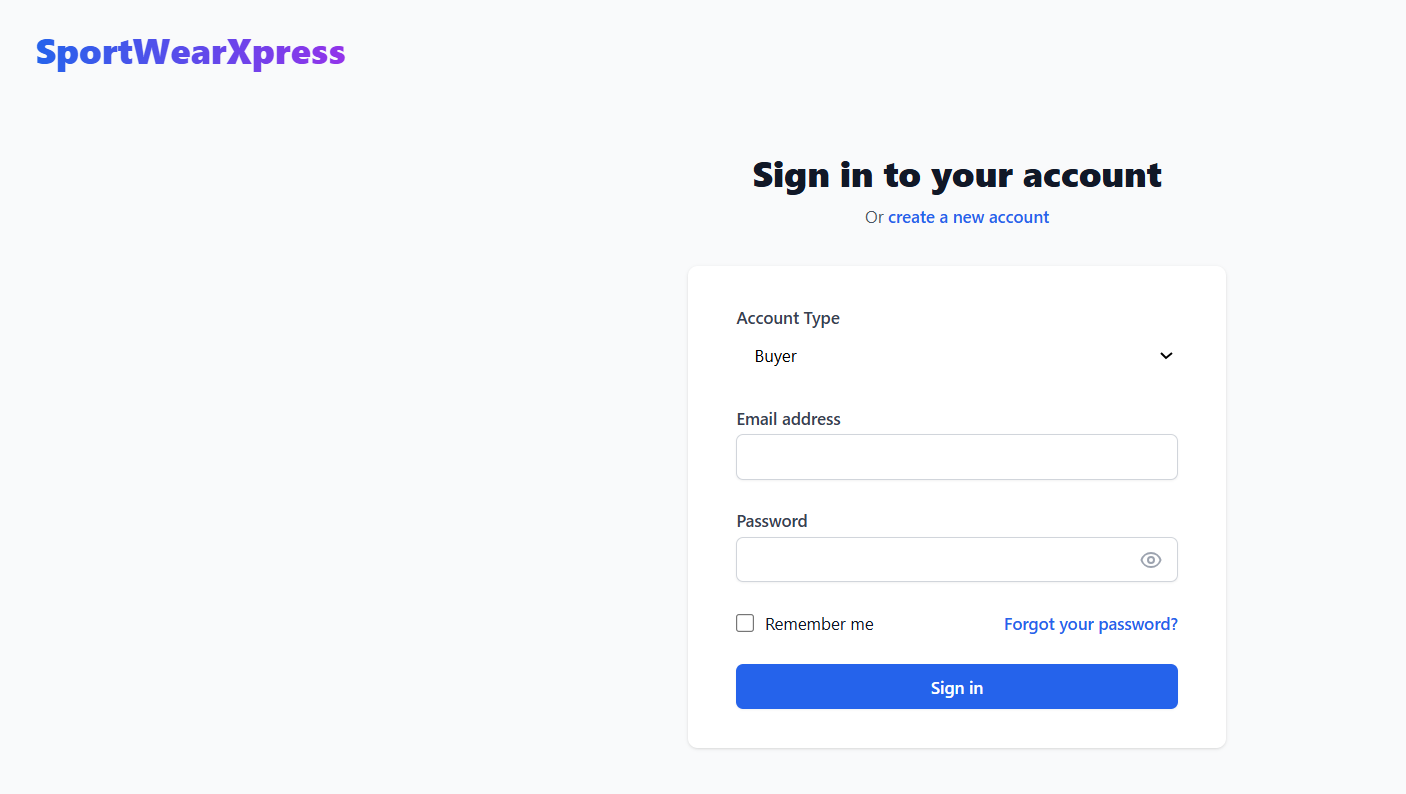 SportWearXpress
Sign in to your account
Or create a new account
Account Type
Buyer
Email address
Password
Remember me
Forgot your password?
Sign in